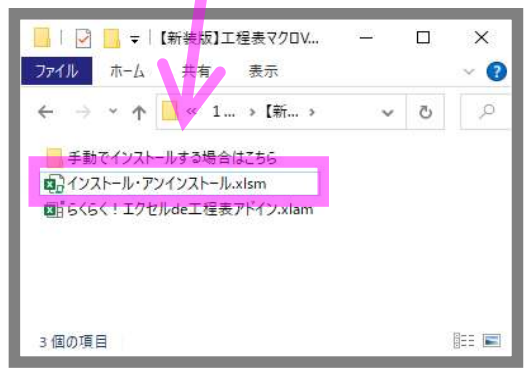 【新装版】工程表マクロV...
ファイル ホーム 共有 表示
« 1... › 【新... ›
手動でインストールする場合はこちら
インストール・アンインストール.xlsm
らくらく！エクセルde工程表アドイン.xlam
3 個の項目